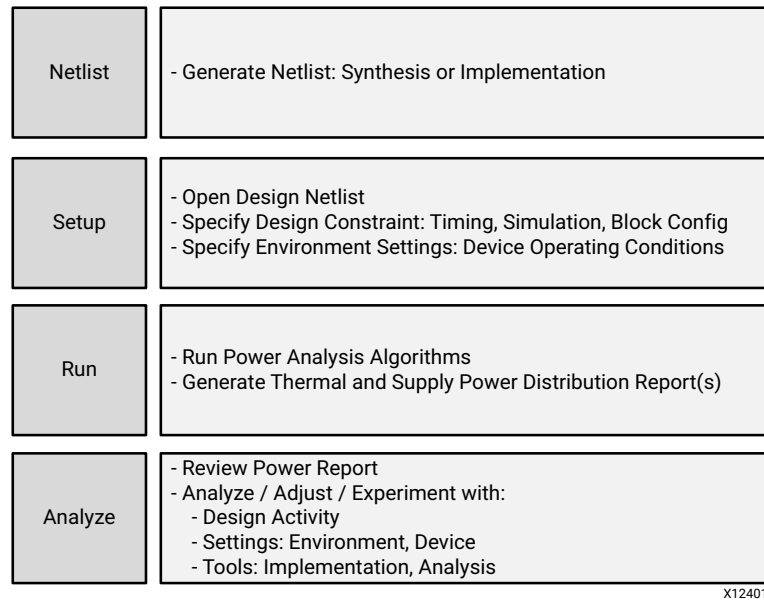 Netlist
- Generate Netlist: Synthesis or Implementation
Setup
- Open Design Netlist
- Specify Design Constraint: Timing, Simulation, Block Config
- Specify Environment Settings: Device Operating Conditions
Run
- Run Power Analysis Algorithms
- Generate Thermal and Supply Power Distribution Report(s)
Analyze
- Review Power Report
- Analyze / Adjust / Experiment with:
- Design Activity
- Settings: Environment, Device
- Tools: Implementation, Analysis
X12401